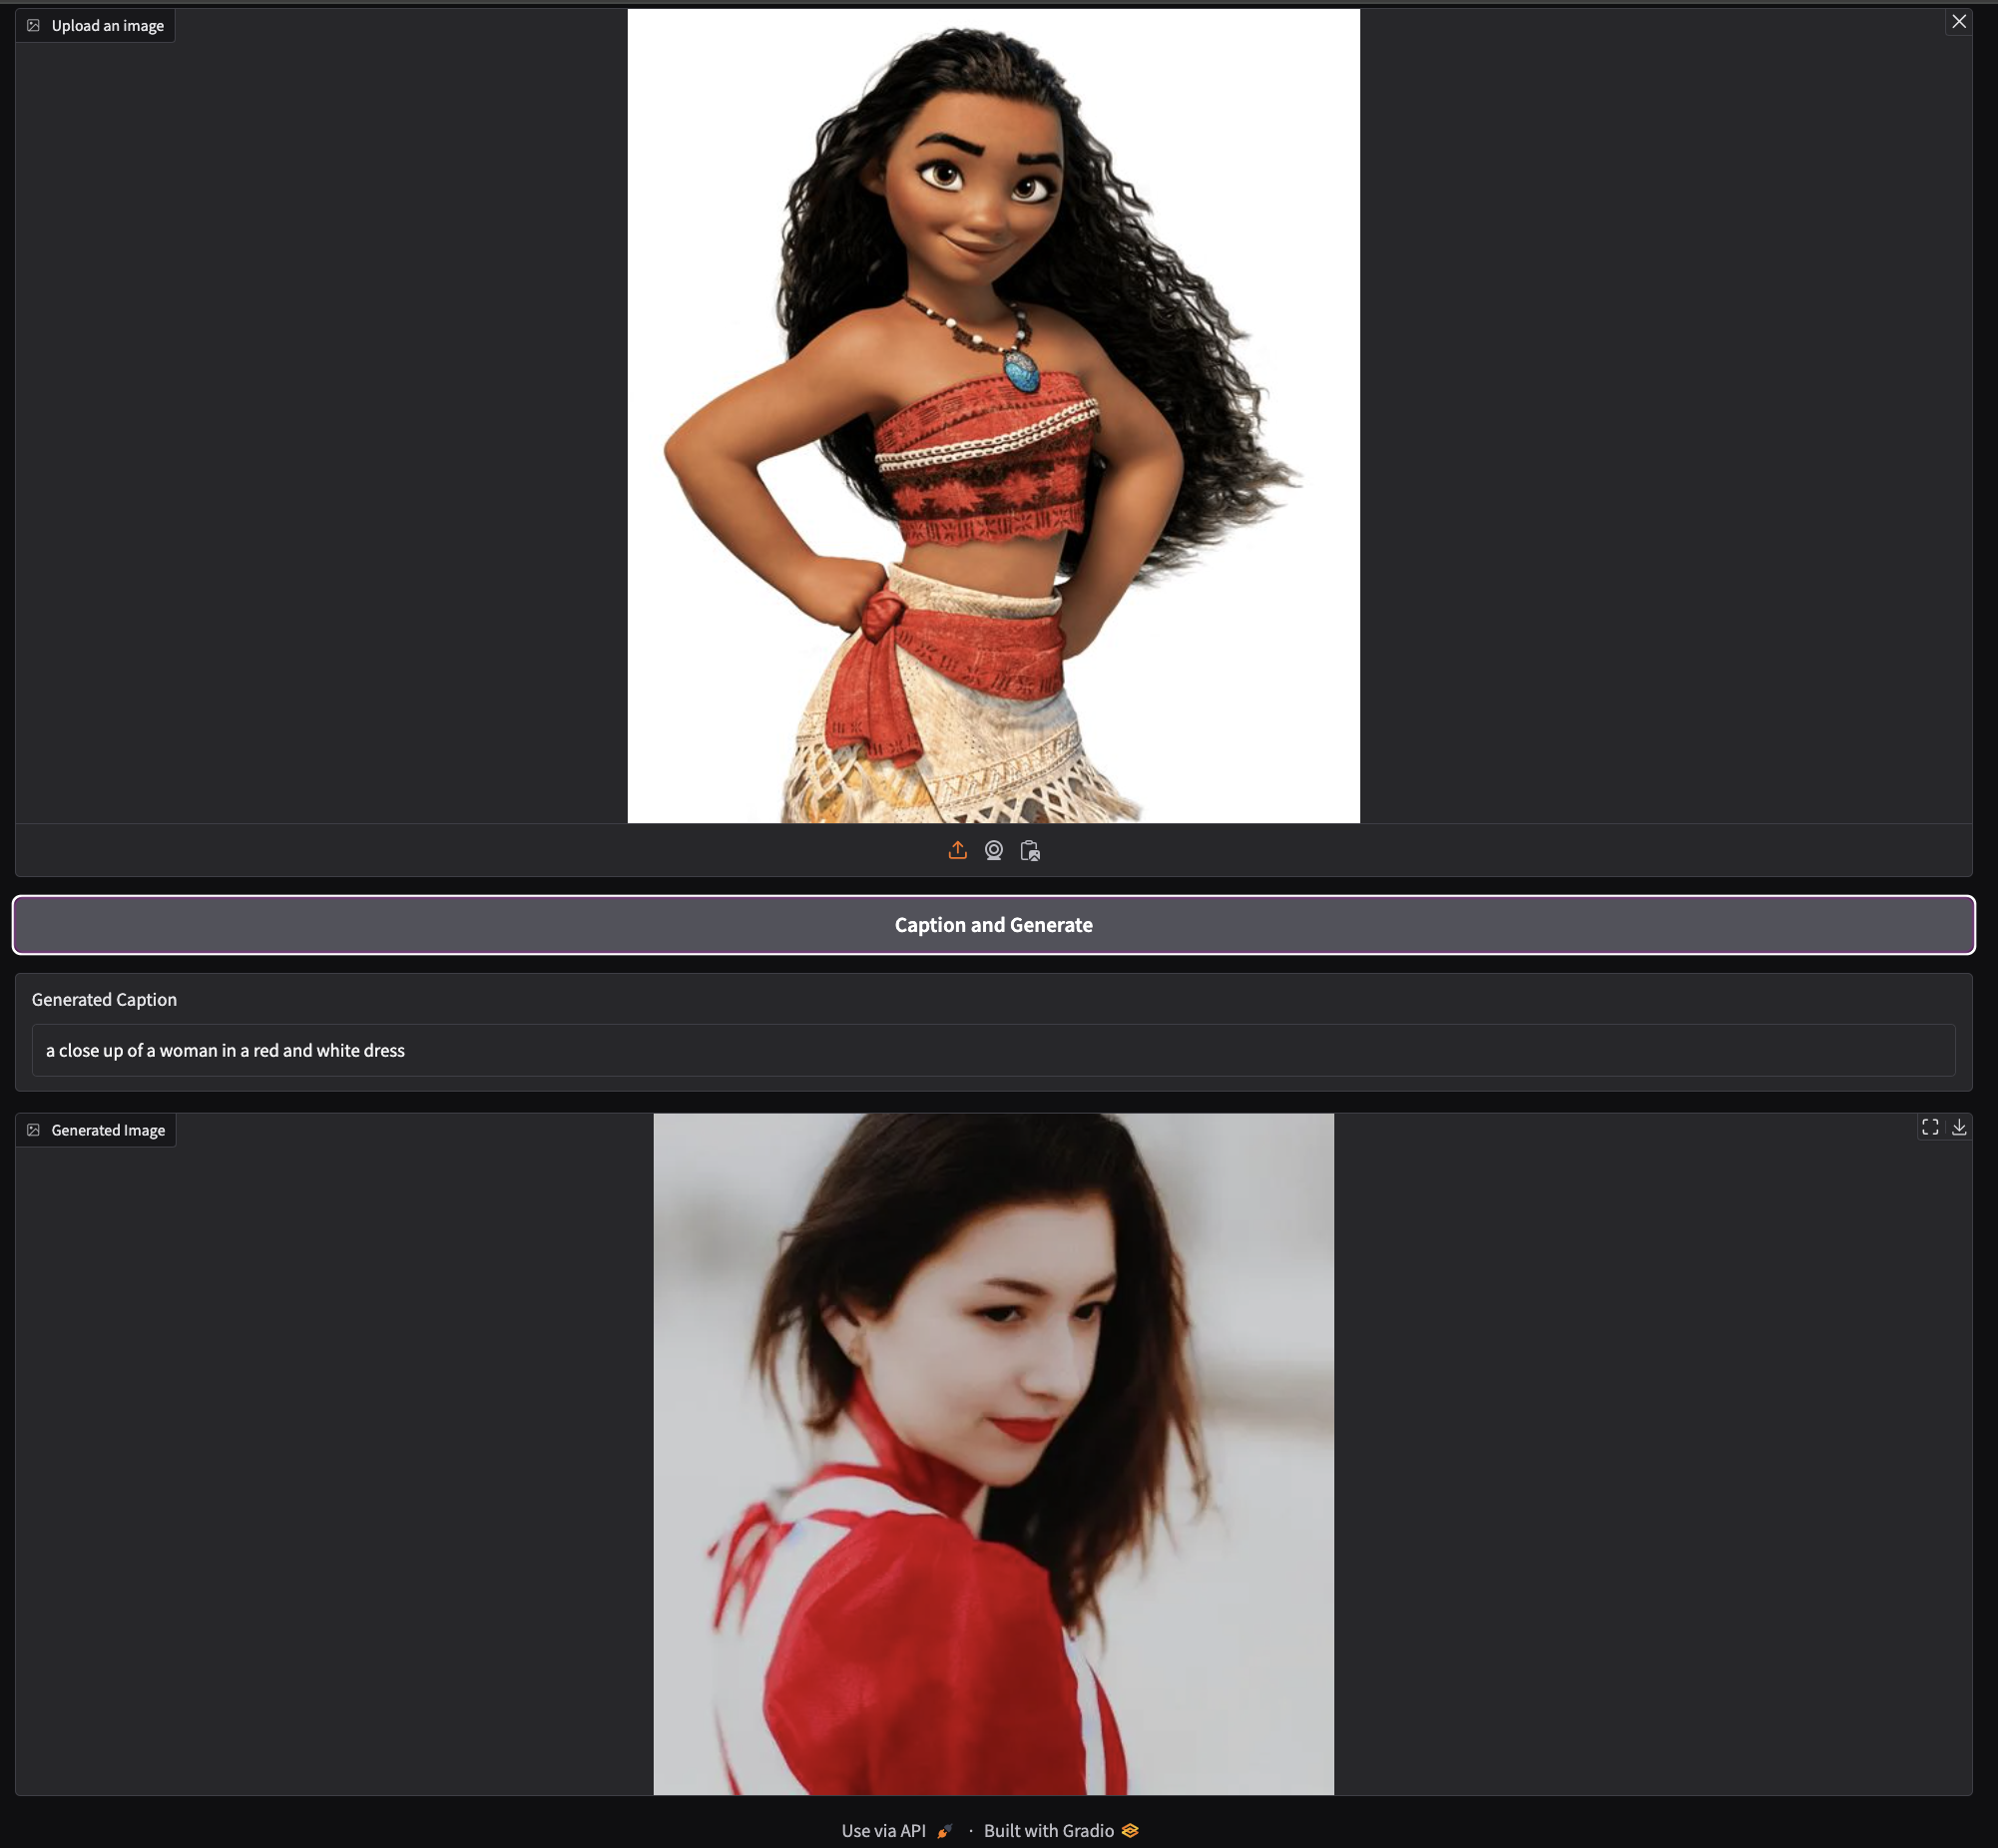 Upload an image
Caption and Generate
Generated Caption
a close up of a woman in a red and white dress
Generated Image
Use via API · Built with Gradio